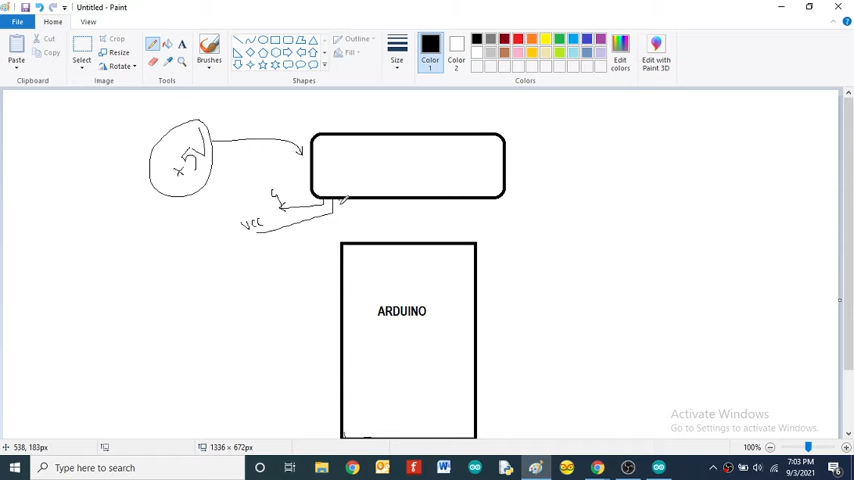 Untitled - Paint
File
Home
View
Paste
Cut
Copy
Clipboard
Select
Crop
Resize
Rotate
Image
Tools
Brushes
Outline
Fill
Shapes
Size
Color
1
Color
2
Edit
colors
Edit with
Paint 3D
Colors
+5V
G
VCC
ARDUINO
Activate Windows
Go to Settings to activate Windows.
538, 183px
1336 × 672px
100%
Type here to search
7:03 PM
9/3/2021